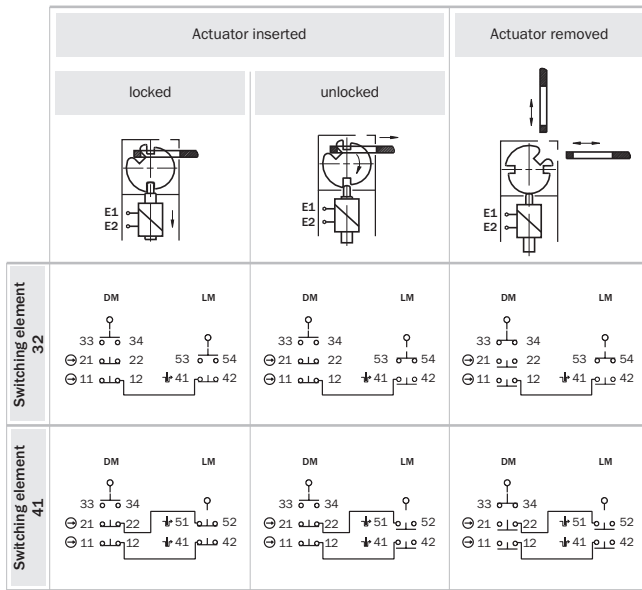 Actuator inserted
Actuator removed
locked
unlocked
E1
E2
E1
E2
E1
E2
Switching element
32
DM LM
33 34
53 54
21 22
11 12 41 42
DM LM
33 34
21 22 53 54
11 12 41 42
DM LM
33 34
21 22 53 54
11 12 41 42
Switching element
41
DM LM
33 34
21 22 51 52
11 12 41 42
DM LM
33 34
21 22 51 52
11 12 41 42
DM LM
33 34
21 22 51 52
11 12 41 42